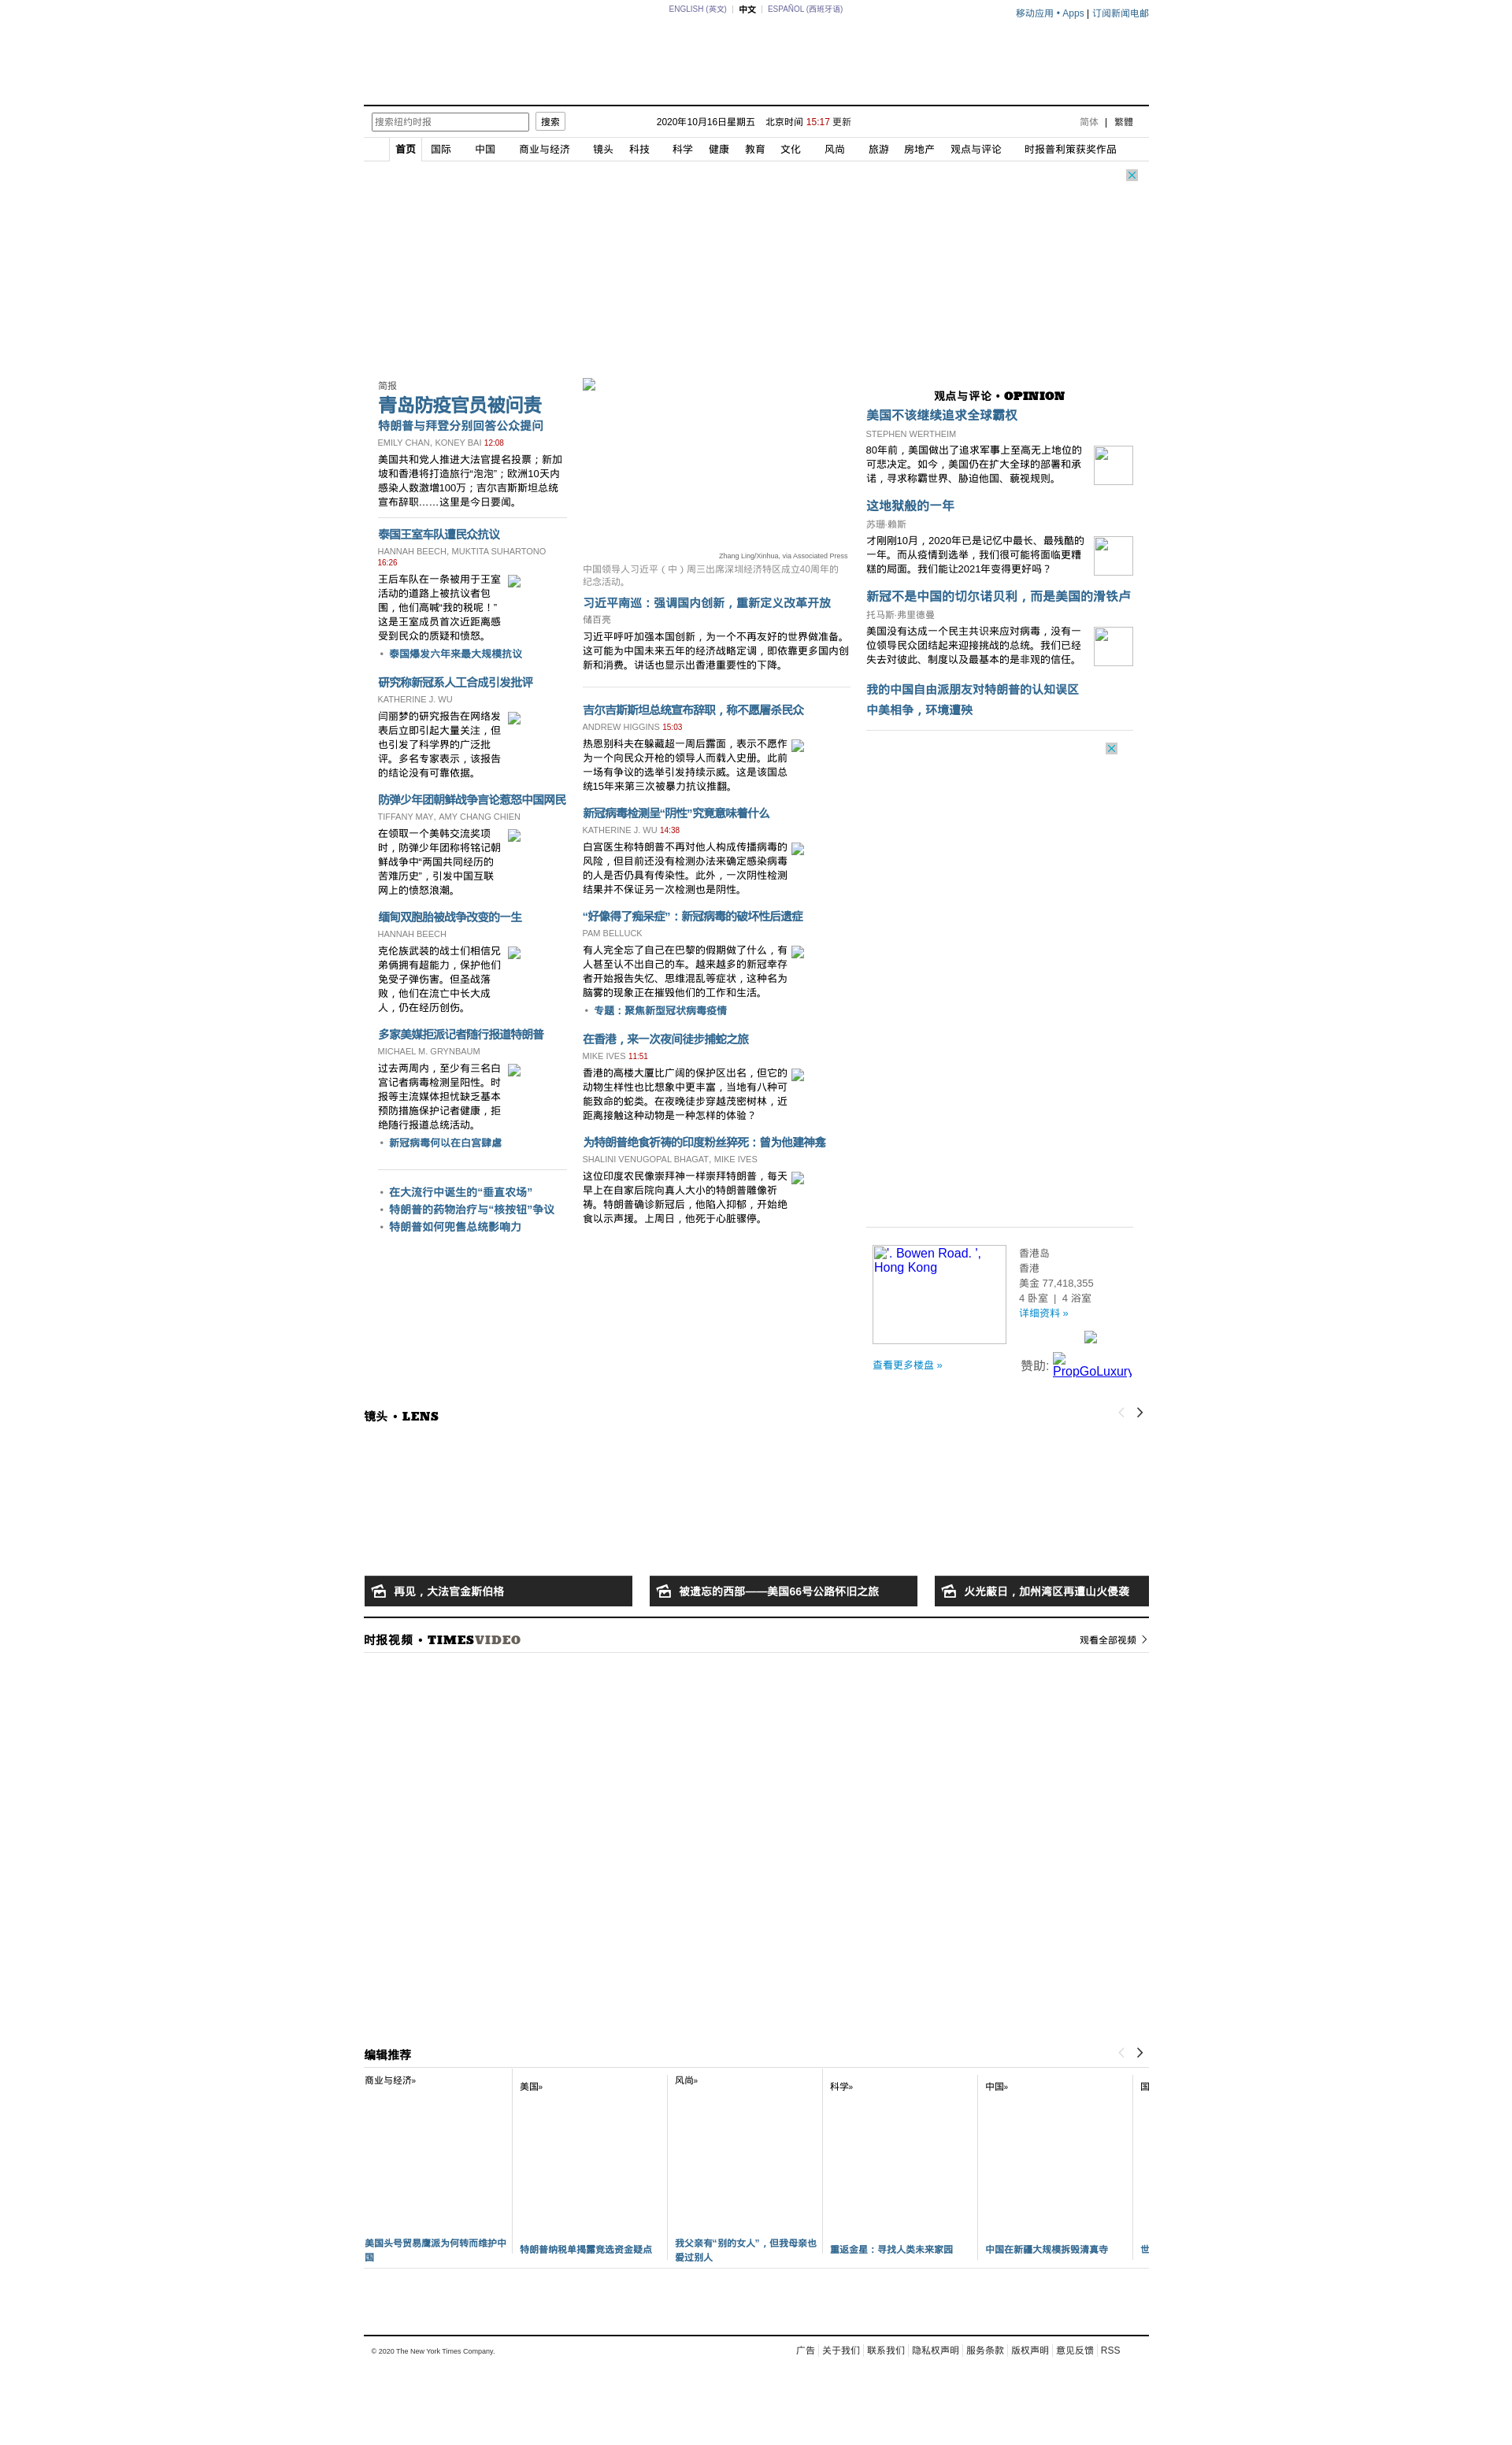 ENGLISH (英文) | 中文 | ESPAÑOL (西班牙语)
移动应用 • Apps | 订阅新闻电邮
搜索纽约时报
搜索
2020年10月16日星期五 北京时间 15:17 更新
简体 | 繁體
首页 国际 中国 商业与经济 镜头 科技 科学 健康 教育 文化 风尚 旅游 房地产 观点与评论 时报普利策获奖作品
简报
青岛防疫官员被问责
特朗普与拜登分别回答公众提问
EMILY CHAN, KONEY BAI 12:08
美国共和党人推进大法官提名投票；新加
坡和香港将打造旅行“泡泡”；欧洲10天内
感染人数激增100万；吉尔吉斯斯坦总统
宣布辞职……这里是今日要闻。
泰国王室车队遭民众抗议
HANNAH BEECH, MUKTITA SUHARTONO
16:26
王后车队在一条被用于王室
活动的道路上被抗议者包
围，他们高喊“我的税呢！”
这是王室成员首次近距离感
受到民众的质疑和愤怒。
• 泰国爆发六年来最大规模抗议
研究称新冠系人工合成引发批评
KATHERINE J. WU
闫丽梦的研究报告在网络发
表后立即引起大量关注，但
也引发了科学界的广泛批
评。多名专家表示，该报告
的结论没有可靠依据。
防弹少年团朝鲜战争言论惹怒中国网民
TIFFANY MAY, AMY CHANG CHIEN
在领取一个美韩交流奖项
时，防弹少年团称将铭记朝
鲜战争中“两国共同经历的
苦难历史”，引发中国互联
网上的愤怒浪潮。
缅甸双胞胎被战争改变的一生
HANNAH BEECH
克伦族武装的战士们相信兄
弟俩拥有超能力，保护他们
免受子弹伤害。但圣战落
败，他们在流亡中长大成
人，仍在经历创伤。
多家美媒拒派记者随行报道特朗普
MICHAEL M. GRYNBAUM
过去两周内，至少有三名白
宫记者病毒检测呈阳性。时
报等主流媒体担忧缺乏基本
预防措施保护记者健康，拒
绝随行报道总统活动。
• 新冠病毒何以在白宫肆虐
• 在大流行中诞生的“垂直农场”
• 特朗普的药物治疗与“核按钮”争议
• 特朗普如何兜售总统影响力
Zhang Ling/Xinhua, via Associated Press
中国领导人习近平（中）周三出席深圳经济特区成立40周年的
纪念活动。
习近平南巡：强调国内创新，重新定义改革开放
储百亮
习近平呼吁加强本国创新，为一个不再友好的世界做准备。
这可能为中国未来五年的经济战略定调，即依靠更多国内创
新和消费。讲话也显示出香港重要性的下降。
吉尔吉斯斯坦总统宣布辞职，称不愿屠杀民众
ANDREW HIGGINS 15:03
热恩别科夫在躲藏超一周后露面，表示不愿作
为一个向民众开枪的领导人而载入史册。此前
一场有争议的选举引发持续示威。这是该国总
统15年来第三次被暴力抗议推翻。
新冠病毒检测呈“阴性”究竟意味着什么
KATHERINE J. WU 14:38
白宫医生称特朗普不再对他人构成传播病毒的
风险，但目前还没有检测办法来确定感染病毒
的人是否仍具有传染性。此外，一次阴性检测
结果并不保证另一次检测也是阴性。
“好像得了痴呆症”：新冠病毒的破坏性后遗症
PAM BELLUCK
有人完全忘了自己在巴黎的假期做了什么，有
人甚至认不出自己的车。越来越多的新冠幸存
者开始报告失忆、思维混乱等症状，这种名为
脑雾的现象正在摧毁他们的工作和生活。
• 专题：聚焦新型冠状病毒疫情
在香港，来一次夜间徒步捕蛇之旅
MIKE IVES 11:51
香港的高楼大厦比广阔的保护区出名，但它的
动物生样性也比想象中更丰富，当地有八种可
能致命的蛇类。在夜晚徒步穿越茂密树林，近
距离接触这种动物是一种怎样的体验？
为特朗普绝食祈祷的印度粉丝猝死：曾为他建神龛
SHALINI VENUGOPAL BHAGAT, MIKE IVES
这位印度农民像崇拜神一样崇拜特朗普，每天
早上在自家后院向真人大小的特朗普雕像祈
祷。特朗普确诊新冠后，他陷入抑郁，开始绝
食以示声援。上周日，他死于心脏骤停。
观点与评论 • OPINION
美国不该继续追求全球霸权
STEPHEN WERTHEIM
80年前，美国做出了追求军事上至高无上地位的
可悲决定。如今，美国仍在扩大全球的部署和承
诺，寻求称霸世界、胁迫他国、藐视规则。
这地狱般的一年
苏珊·赖斯
才刚刚10月，2020年已是记忆中最长、最残酷的
一年。而从疫情到选举，我们很可能将面临更糟
糕的局面。我们能让2021年变得更好吗？
新冠不是中国的切尔诺贝利，而是美国的滑铁卢
托马斯·弗里德曼
美国没有达成一个民主共识来应对病毒，没有一
位领导民众团结起来迎接挑战的总统。我们已经
失去对彼此、制度以及最基本的是非观的信任。
我的中国自由派朋友对特朗普的认知误区
中美相争，环境遭殃
'. Bowen Road. ',
Hong Kong
香港岛
香港
美金 77,418,355
4 卧室 | 4 浴室
详细资料 »
查看更多楼盘 »
赞助: PropGoLuxury
镜头 • LENS
再见，大法官金斯伯格
被遗忘的西部——美国66号公路怀旧之旅
火光蔽日，加州湾区再遭山火侵袭
时报视频 • TIMESVIDEO
观看全部视频
编辑推荐
商业与经济»
美国»
风尚»
科学»
中国»
国
美国头号贸易鹰派为何转而维护中
国
特朗普纳税单揭露竞选资金疑点
我父亲有“别的女人”，但我母亲也
爱过别人
重返金星：寻找人类未来家园
中国在新疆大规模拆毁清真寺
世
© 2020 The New York Times Company.
广告 | 关于我们 | 联系我们 | 隐私权声明 | 服务条款 | 版权声明 | 意见反馈 | RSS